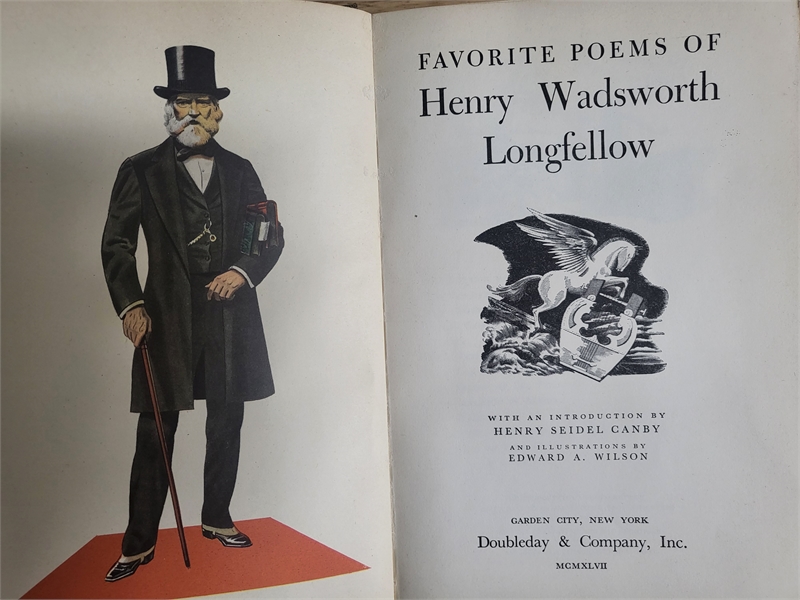 FAVORITE POEMS OF
Henry Wadsworth
Longfellow
WITH AN INTRODUCTION BY
HENRY SEIDEL CANBY
AND ILLUSTRATIONS BY
EDWARD A. WILSON
GARDEN CITY, NEW YORK
Doubleday & Company, Inc.
MCMXLVII